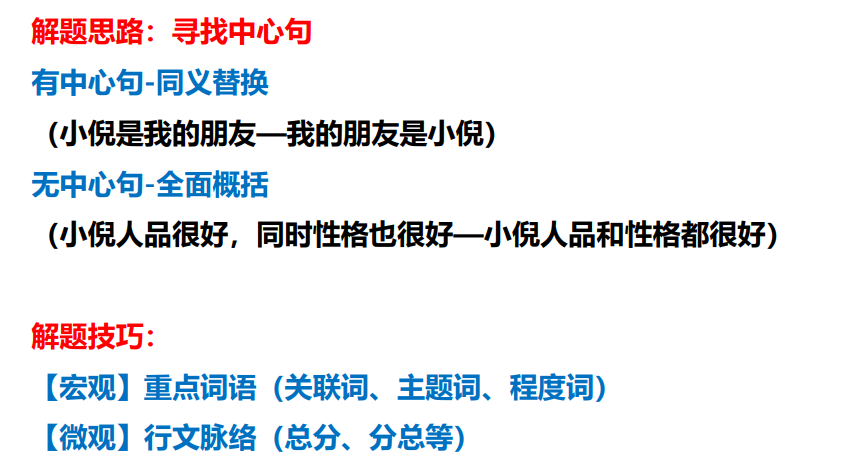 解题思路：寻找中心句
有中心句-同义替换
（小倪是我的朋友—我的朋友是小倪）
无中心句-全面概括
（小倪人品很好，同时性格也很好—小倪人品和性格都很好）
解题技巧：
【宏观】重点词语（关联词、主题词、程度词）
【微观】行文脉络（总分、分总等）